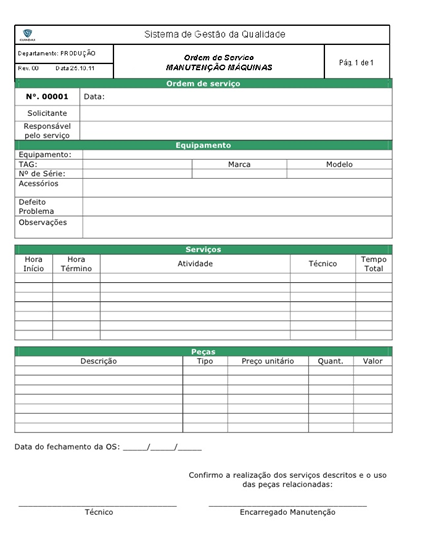 Sistema de Gestão da Qualidade
Departamento: PRODUÇÃO
Rev. 00 Data 25.10.11
Ordem de Serviço
MANUTENÇÃO MÁQUINAS
Pág. 1 de 1
Ordem de serviço
N°. 00001 Data:
Solicitante
Responsável
pelo serviço
Equipamento
Equipamento:
TAG: Marca Modelo
Nº de Série:
Acessórios
Defeito
Problema
Observações
Serviços
Hora
Início
Hora
Término
Atividade
Técnico
Tempo
Total
Peças
Descrição Tipo Preço unitário Quant. Valor
Data do fechamento da OS: _____/_____/_____
Confirmo a realização dos serviços descritos e o uso
das peças relacionadas:
Técnico Encarregado Manutenção